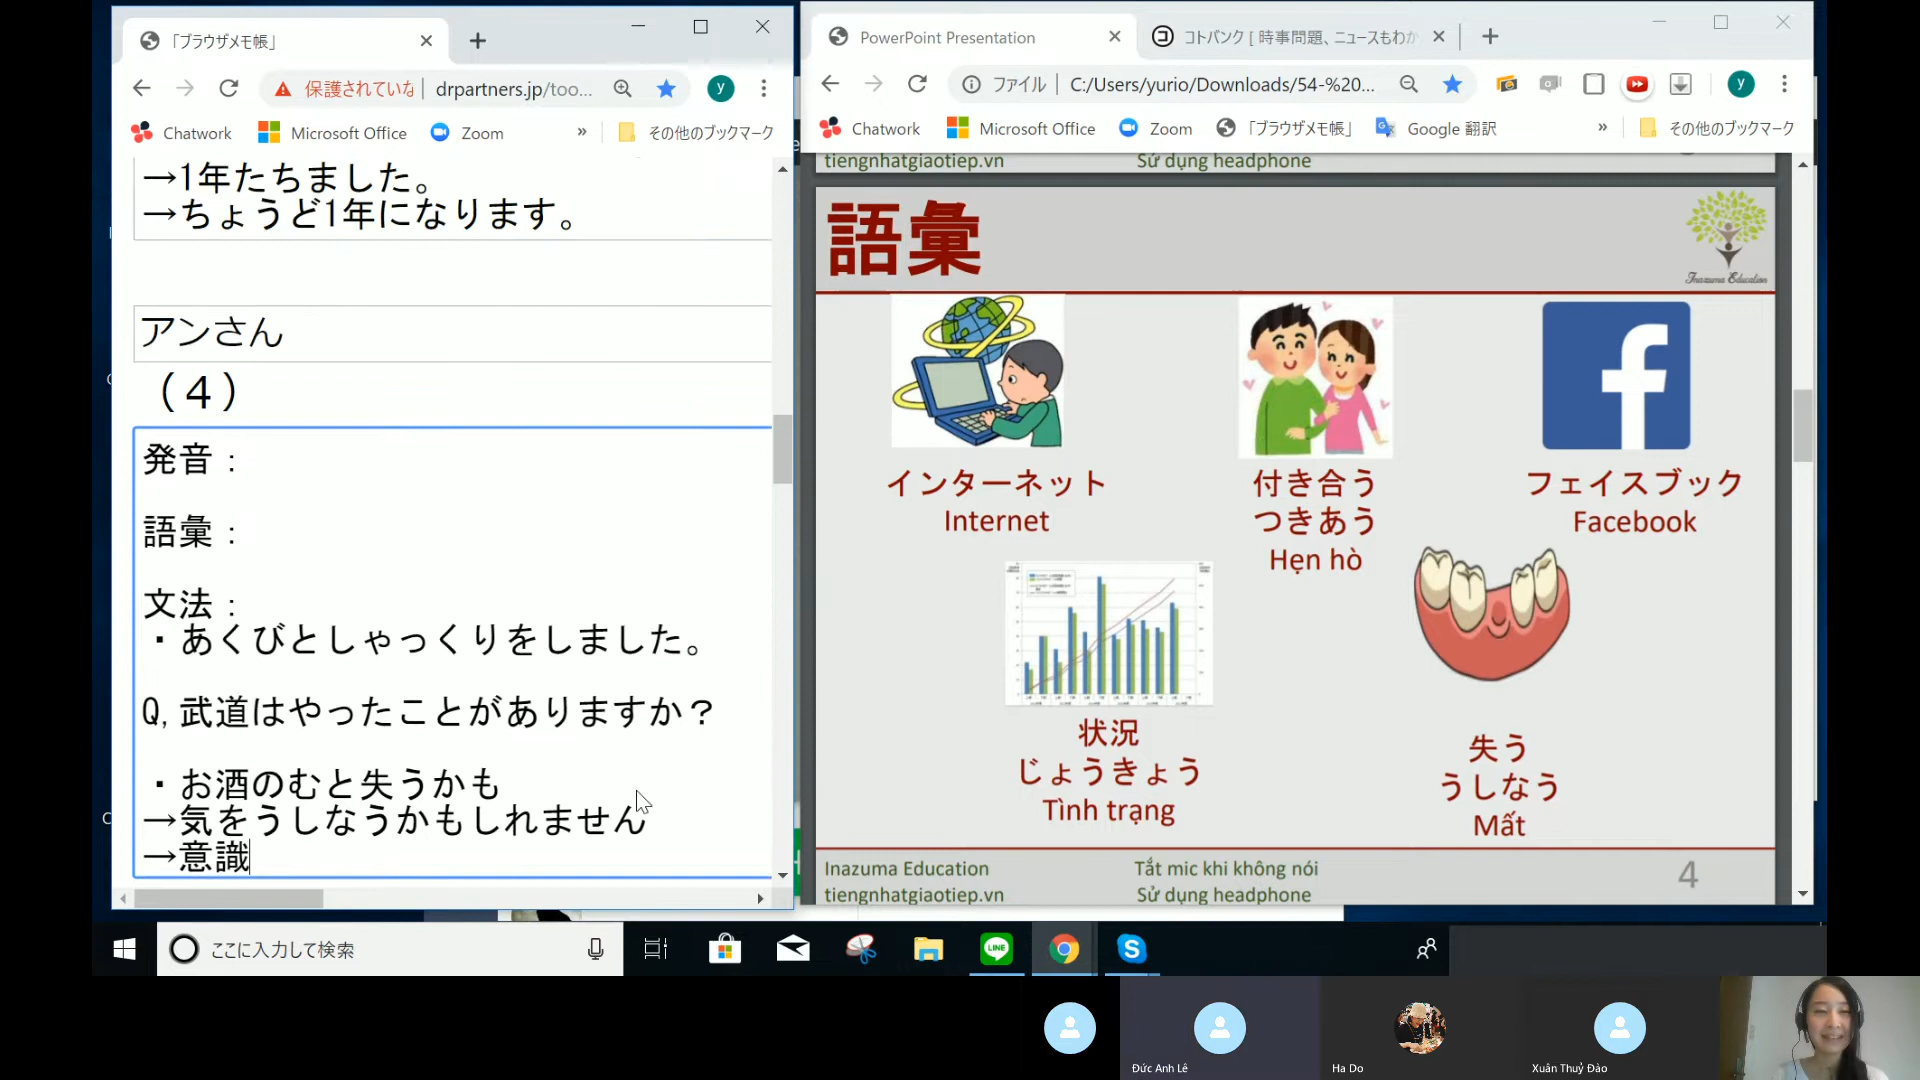 「ブラウザメモ帳」
保護されていな
drpartners.jp/too...
y
Chatwork
Microsoft Office
Zoom
»
その他のブックマーク
→1年たちました。
→ちょうど1年になります。
アンさん
（４）
発音：
語彙：
文法：
・あくびとしゃっくりをしました。
Q,武道はやったことがありますか？
・お酒のむと失うかも
→気をうしなうかもしれません
→意識
PowerPoint Presentation
コトバンク [ 時事問題、ニュースもわか
ファイル
C:/Users/yurio/Downloads/54-%20...
y
Chatwork
Microsoft Office
Zoom
「ブラウザメモ帳」
Google 翻訳
»
その他のブックマーク
tiengnhatgiaotiep.vn
Sử dụng headphone
語彙
Inazuma Education
インターネット
Internet
付き合う
つきあう
Hẹn hò
フェイスブック
Facebook
状況
じょうきょう
Tình trạng
失う
うしなう
Mất
Inazuma Education
Tắt mic khi không nói
4
tiengnhatgiaotiep.vn
Sử dụng headphone
ここに入力して検索
LINE
Đức Anh Lê
Ha Do
Xuân Thuỷ Đào